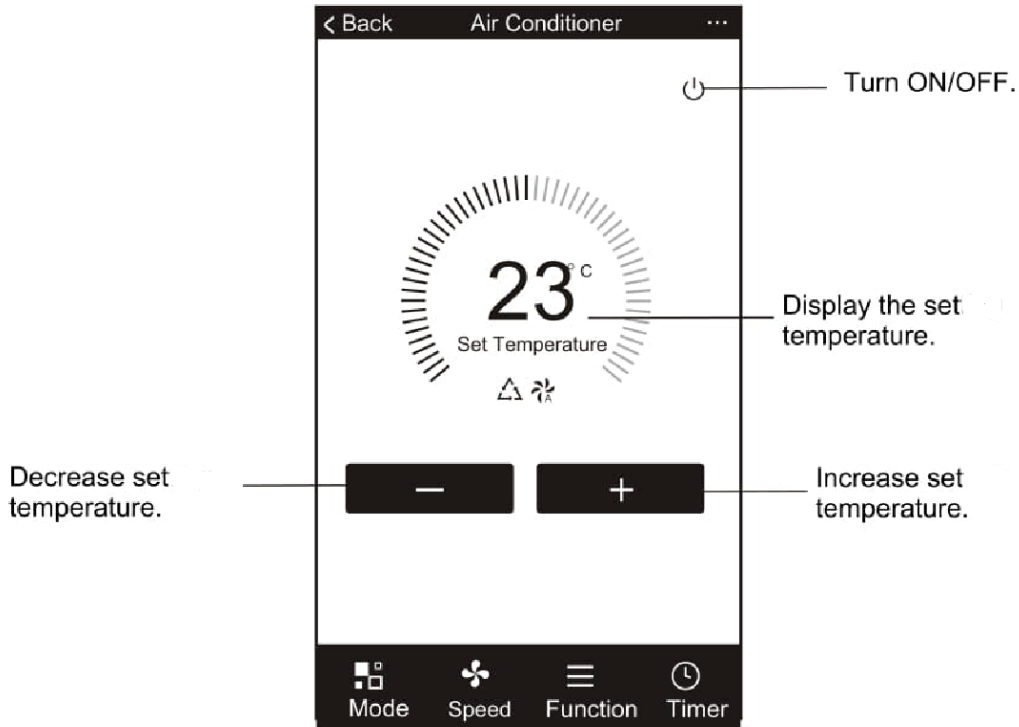 < Back Air Conditioner ...
Turn ON/OFF.
23°C
Set Temperature
A
Display the set
temperature.
Decrease set
temperature.
− +
Increase set
temperature.
Mode Speed Function Timer